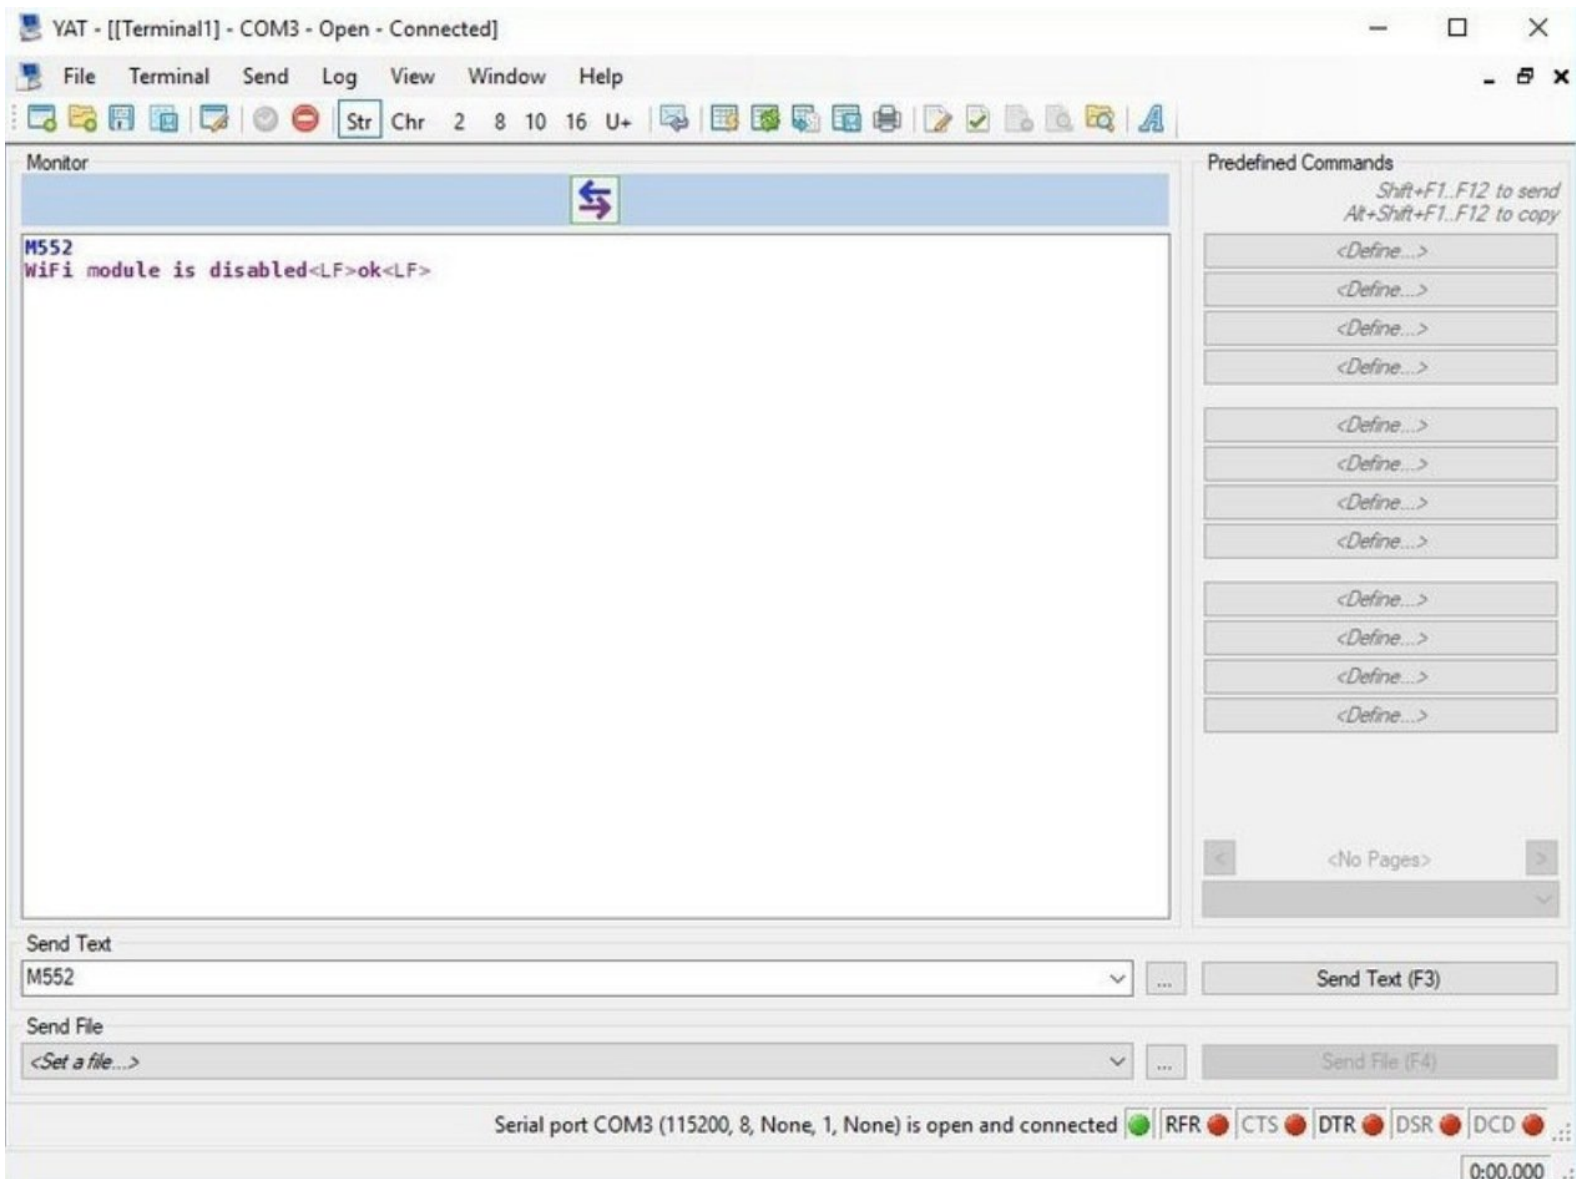 YAT - [[Terminal1] - COM3 - Open - Connected]
File Terminal Send Log View Window Help
Str Chr 2 8 10 16 U+ A
Monitor
Predefined Commands
Shift+F1..F12 to send
Alt+Shift+F1..F12 to copy
M552
WiFi module is disabled<LF>ok<LF>
<Define...>
<Define...>
<Define...>
<Define...>
<Define...>
<Define...>
<Define...>
<Define...>
<Define...>
<Define...>
<Define...>
<Define...>
< <No Pages> >
Send Text
M552 ... Send Text (F3)
Send File
<Set a file...> ... Send File (F4)
Serial port COM3 (115200, 8, None, 1, None) is open and connected RFR CTS DTR DSR DCD
0:00.000